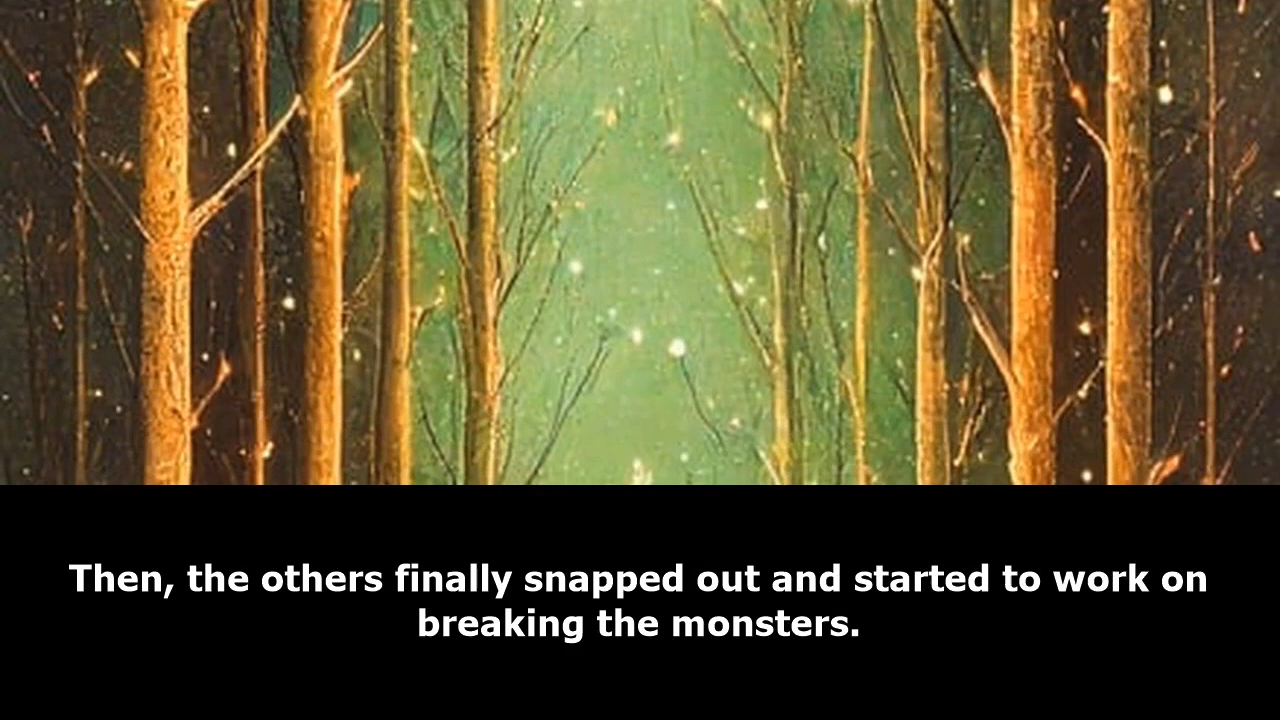 Then, the others finally snapped out and started to work on
breaking the monsters.